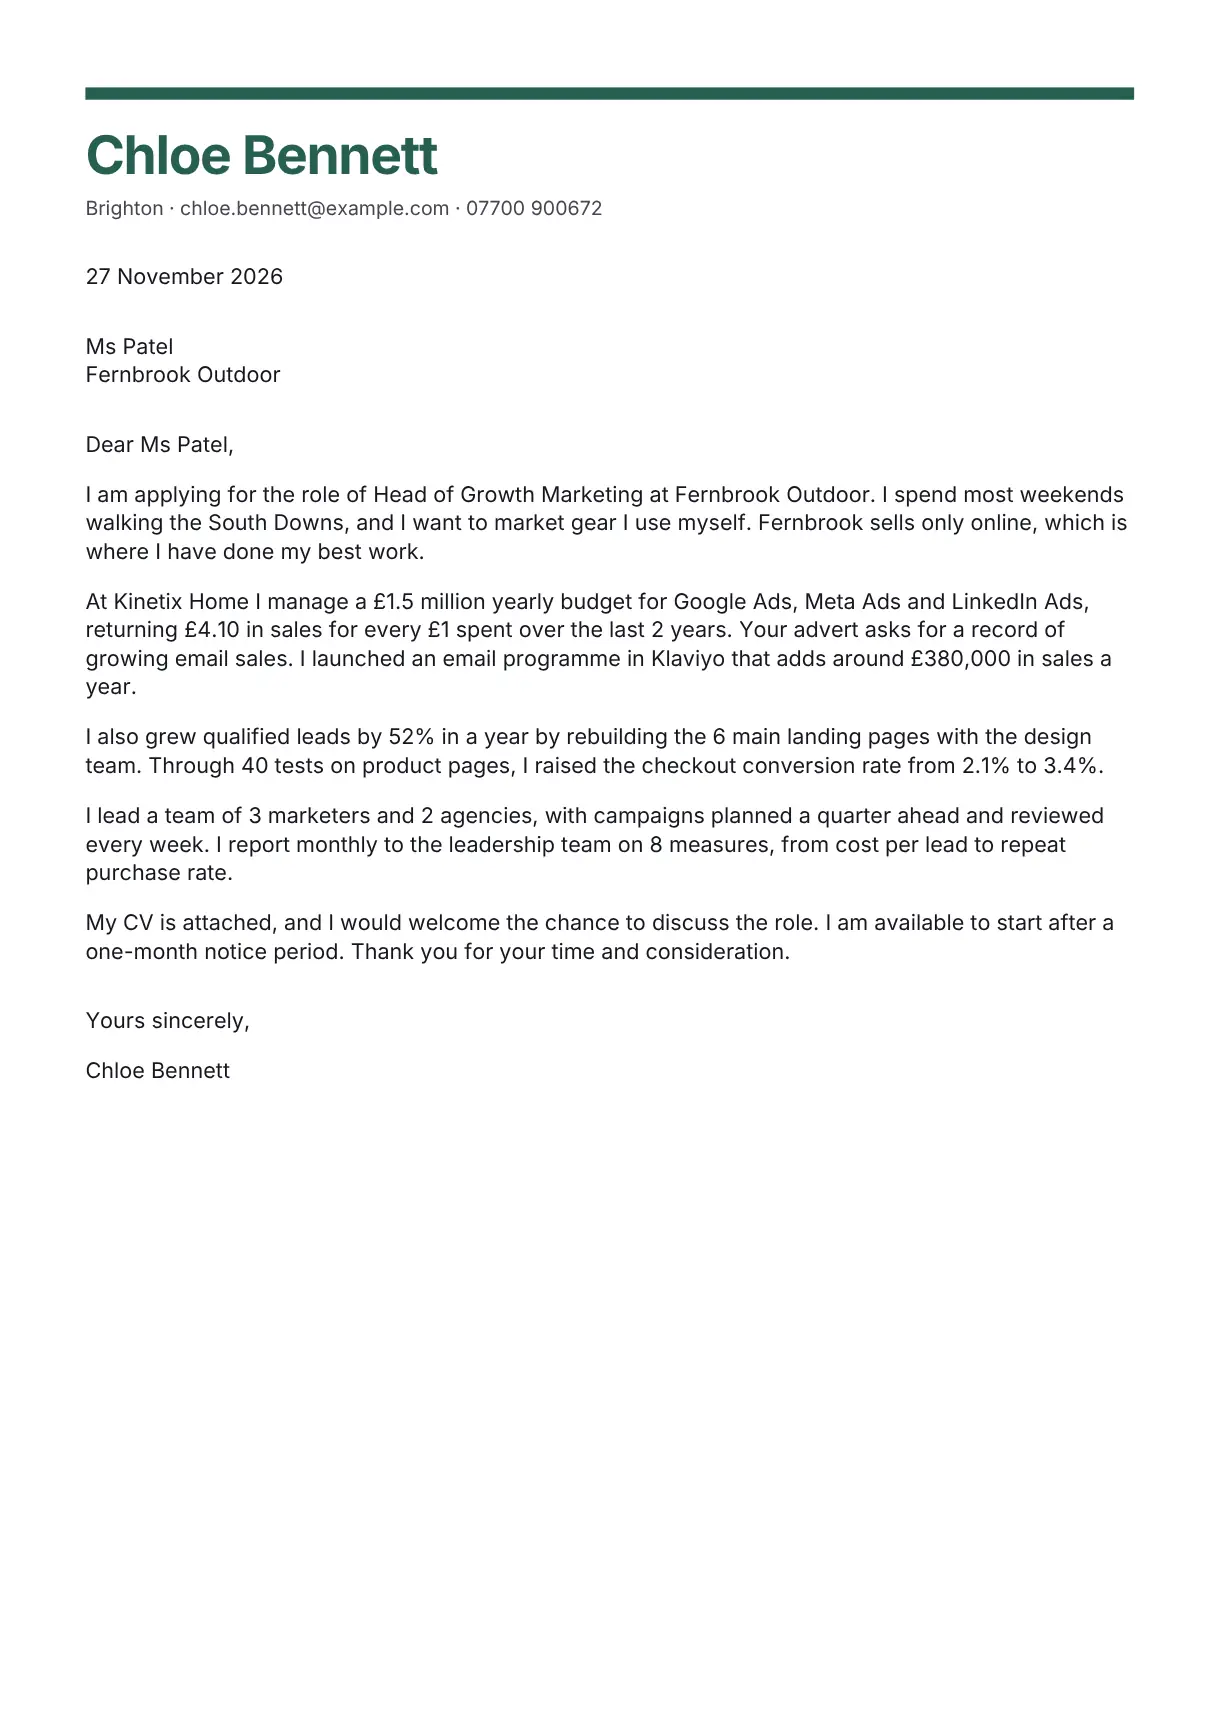 Chloe Bennett
Brighton · chloe.bennett@example.com · 07700 900672
27 November 2026
Ms Patel
Fernbrook Outdoor
Dear Ms Patel,
I am applying for the role of Head of Growth Marketing at Fernbrook Outdoor. I spend most weekends
walking the South Downs, and I want to market gear I use myself. Fernbrook sells only online, which is
where I have done my best work.
At Kinetix Home I manage a £1.5 million yearly budget for Google Ads, Meta Ads and LinkedIn Ads,
returning £4.10 in sales for every £1 spent over the last 2 years. Your advert asks for a record of
growing email sales. I launched an email programme in Klaviyo that adds around £380,000 in sales a
year.
I also grew qualified leads by 52% in a year by rebuilding the 6 main landing pages with the design
team. Through 40 tests on product pages, I raised the checkout conversion rate from 2.1% to 3.4%.
I lead a team of 3 marketers and 2 agencies, with campaigns planned a quarter ahead and reviewed
every week. I report monthly to the leadership team on 8 measures, from cost per lead to repeat
purchase rate.
My CV is attached, and I would welcome the chance to discuss the role. I am available to start after a
one-month notice period. Thank you for your time and consideration.
Yours sincerely,
Chloe Bennett